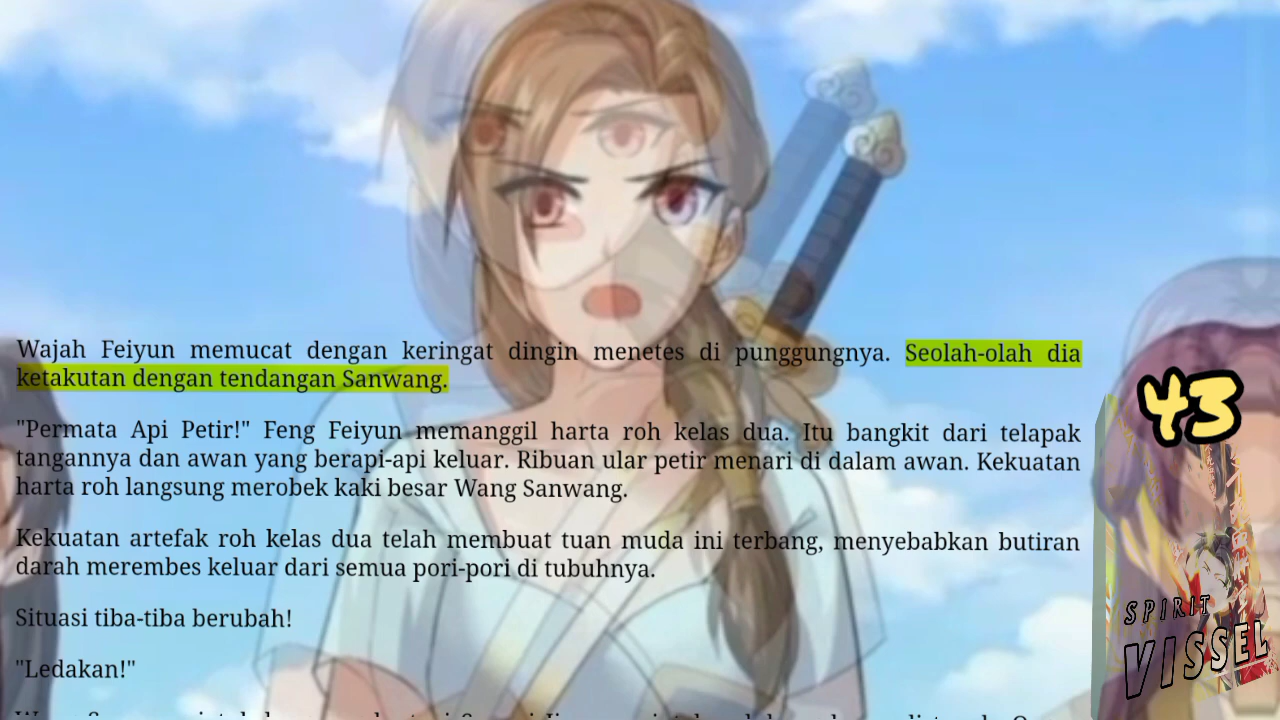 Wajah Feiyun memucat dengan keringat dingin menetes di punggungnya. Seolah-olah dia
ketakutan dengan tendangan Sanwang.
"Permata Api Petir!" Feng Feiyun memanggil harta roh kelas dua. Itu bangkit dari telapak
tangannya dan awan yang berapi-api keluar. Ribuan ular petir menari di dalam awan. Kekuatan
harta roh langsung merobek kaki besar Wang Sanwang.
Kekuatan artefak roh kelas dua telah membuat tuan muda ini terbang, menyebabkan butiran
darah merembes keluar dari semua pori-pori di tubuhnya.
Situasi tiba-tiba berubah!
"Ledakan!"
43
SPIRIT
VISSEL